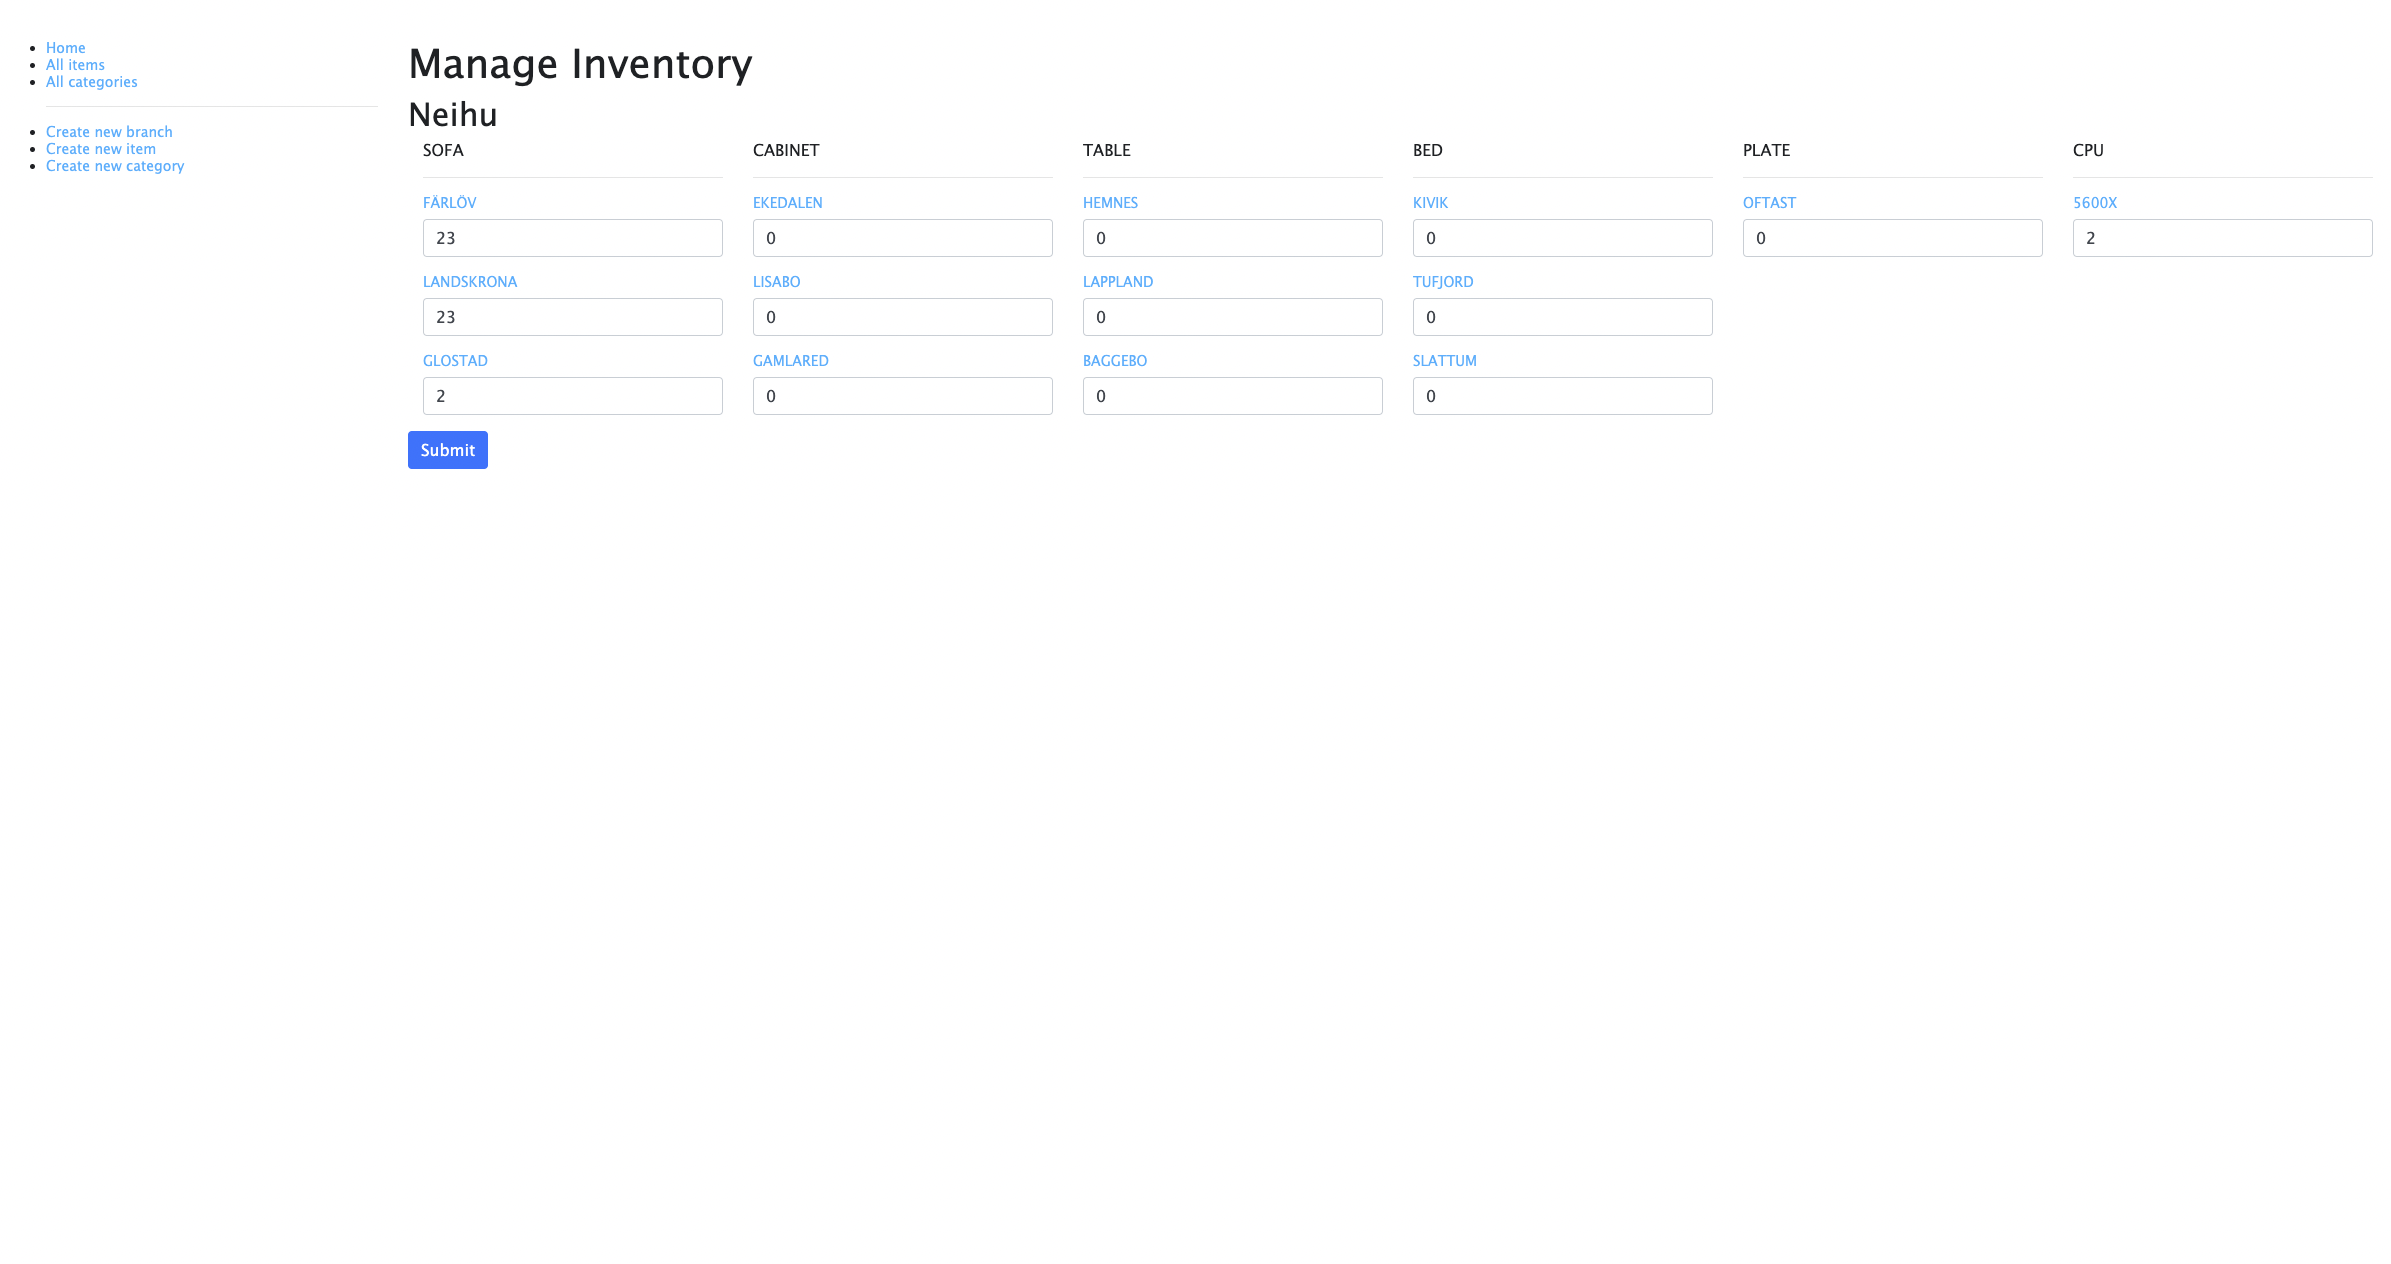 Home
All items
All categories
Create new branch
Create new item
Create new category
Manage Inventory
Neihu
SOFA CABINET TABLE BED PLATE CPU
FÄRLÖV EKEDALEN HEMNES KIVIK OFTAST 5600X
23 0 0 0 0 2
LANDSKRONA LISABO LAPPLAND TUFJORD
23 0 0 0
GLOSTAD GAMLARED BAGGEBO SLATTUM
2 0 0 0
Submit